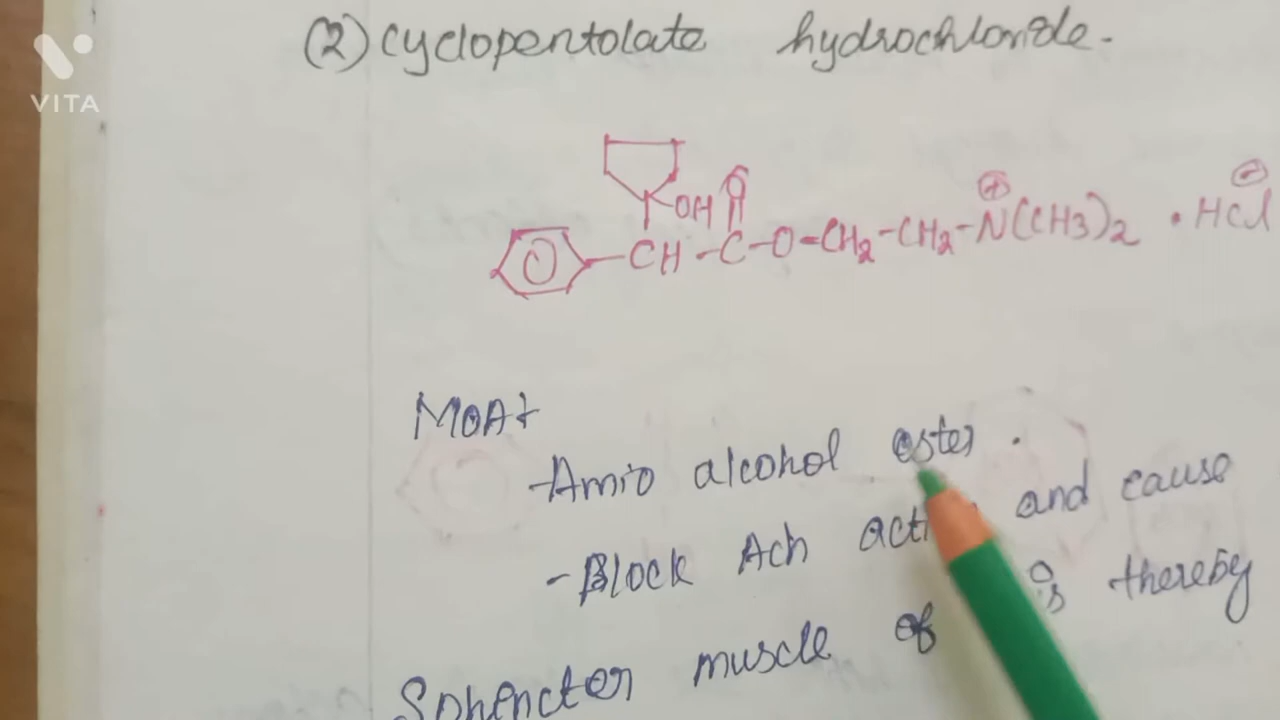 VITA
(2) Cyclopentolate hydrochloride.
OH O
CH-C-O-CH2-CH2-N(CH3)2 . HCl
MOA:
-Amio alcohol ester.
-Block Ach and cause
Sphencter muscle of thereby